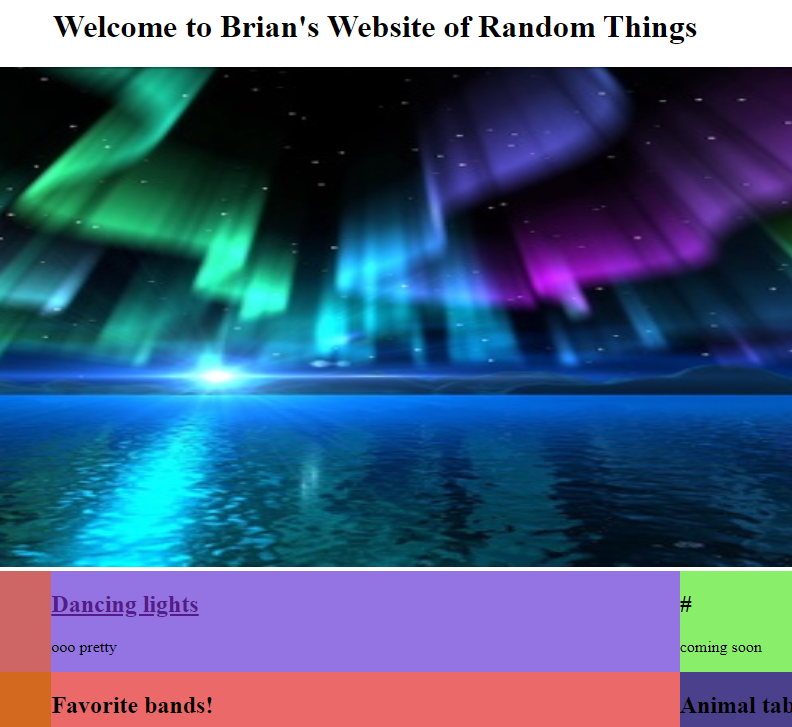 Welcome to Brian's Website of Random Things
Dancing lights
#
ooo pretty
coming soon
Favorite bands!
Animal tab